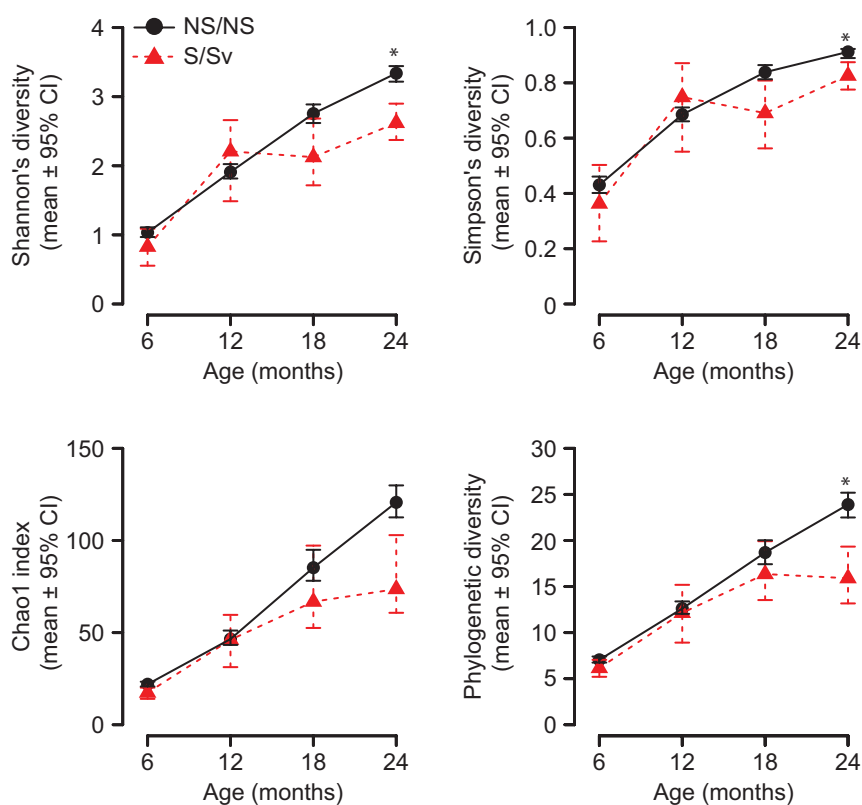 NS/NS
S/Sv
Shannon's diversity
(mean ± 95% CI)
4
3
2
1
0
*
6 12 18 24
Age (months)
Simpson's diversity
(mean ± 95% CI)
1.0
0.8
0.6
0.4
0.2
0
*
6 12 18 24
Age (months)
Chao1 index
(mean ± 95% CI)
150
100
50
0
6 12 18 24
Age (months)
Phylogenetic diversity
(mean ± 95% CI)
30
25
20
15
10
5
0
*
6 12 18 24
Age (months)